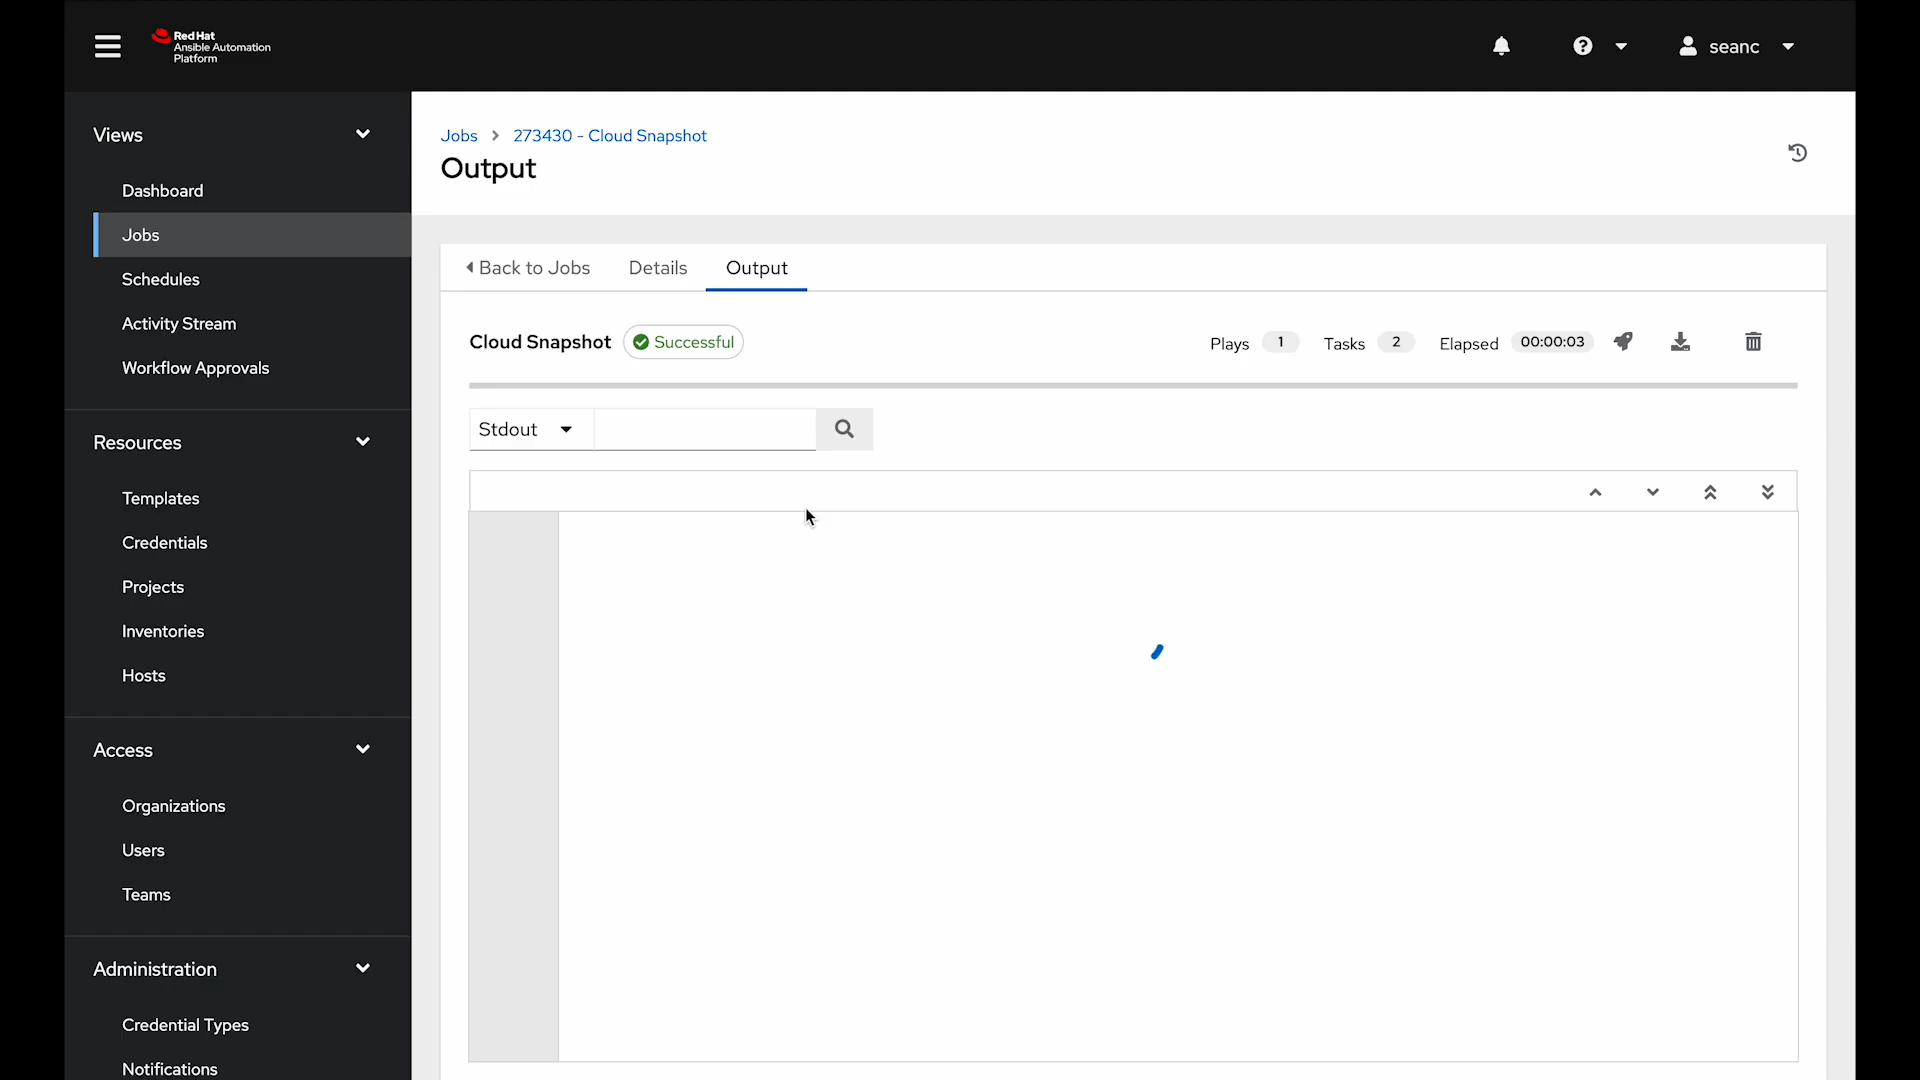 Red Hat
Ansible Automation
Platform
seanc
Views
Dashboard
Jobs
Schedules
Activity Stream
Workflow Approvals
Resources
Templates
Credentials
Projects
Inventories
Hosts
Access
Organizations
Users
Teams
Administration
Credential Types
Notifications
Jobs 273430 - Cloud Snapshot
Output
Back to Jobs Details Output
Cloud Snapshot Successful Plays 1 Tasks 2 Elapsed 00:00:03
Stdout